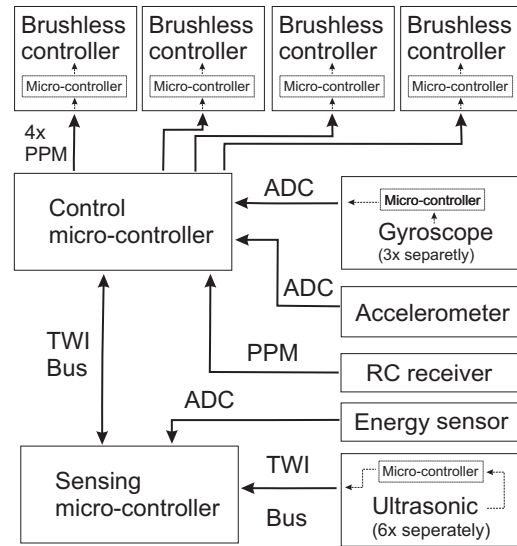 Brushless
controller
Micro-controller
Brushless
controller
Micro-controller
Brushless
controller
Micro-controller
Brushless
controller
Micro-controller
4x
PPM
Control
micro-controller
ADC
Micro-controller
Gyroscope
(3x separetly)
ADC
Accelerometer
TWI
Bus
PPM
RC receiver
ADC
Energy sensor
Sensing
micro-controller
TWI
Bus
Micro-controller
Ultrasonic
(6x seperately)